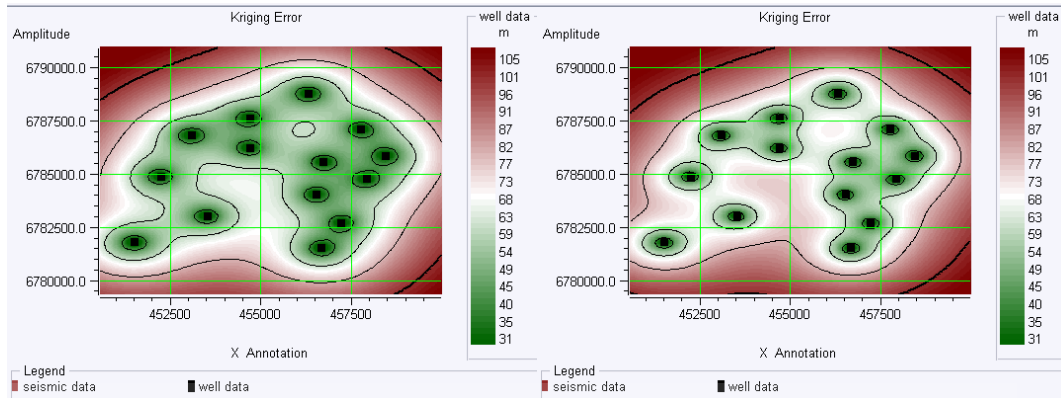 Kriging Error
Amplitude
well data
m
6790000.0
6787500.0
6785000.0
6782500.0
6780000.0
452500 455000 457500
X Annotation
105
101
96
91
87
82
77
73
68
63
59
54
49
45
40
35
31
Legend
seismic data well data
Kriging Error
Amplitude
well data
m
6790000.0
6787500.0
6785000.0
6782500.0
6780000.0
452500 455000 457500
X Annotation
105
101
96
91
87
82
77
73
68
63
59
54
49
45
40
35
31
Legend
seismic data well data